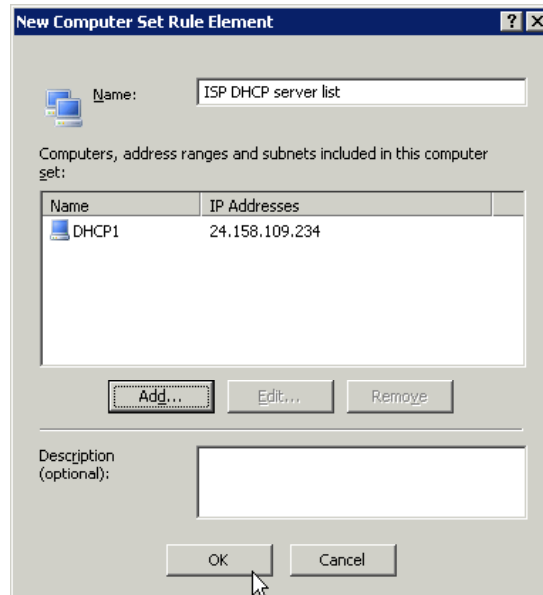 New Computer Set Rule Element
Name: ISP DHCP server list
Computers, address ranges and subnets included in this computer
set:
Name IP Addresses
DHCP1 24.158.109.234
Add... Edit... Remove
Description
(optional):
OK Cancel